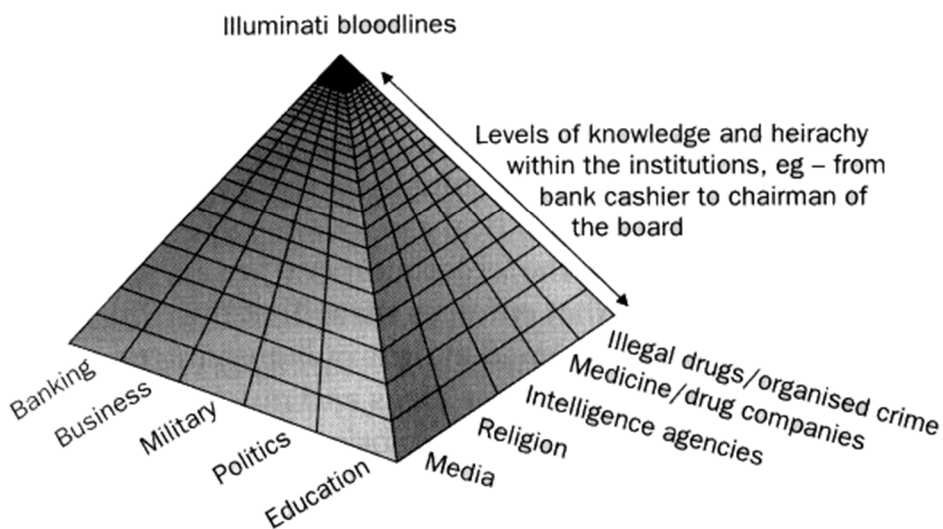 Illuminati bloodlines
Levels of knowledge and heirachy
within the institutions, eg – from
bank cashier to chairman of
the board
Banking
Business
Military
Politics
Education
Media
Religion
Intelligence agencies
Medicine/drug companies
Illegal drugs/organised crime